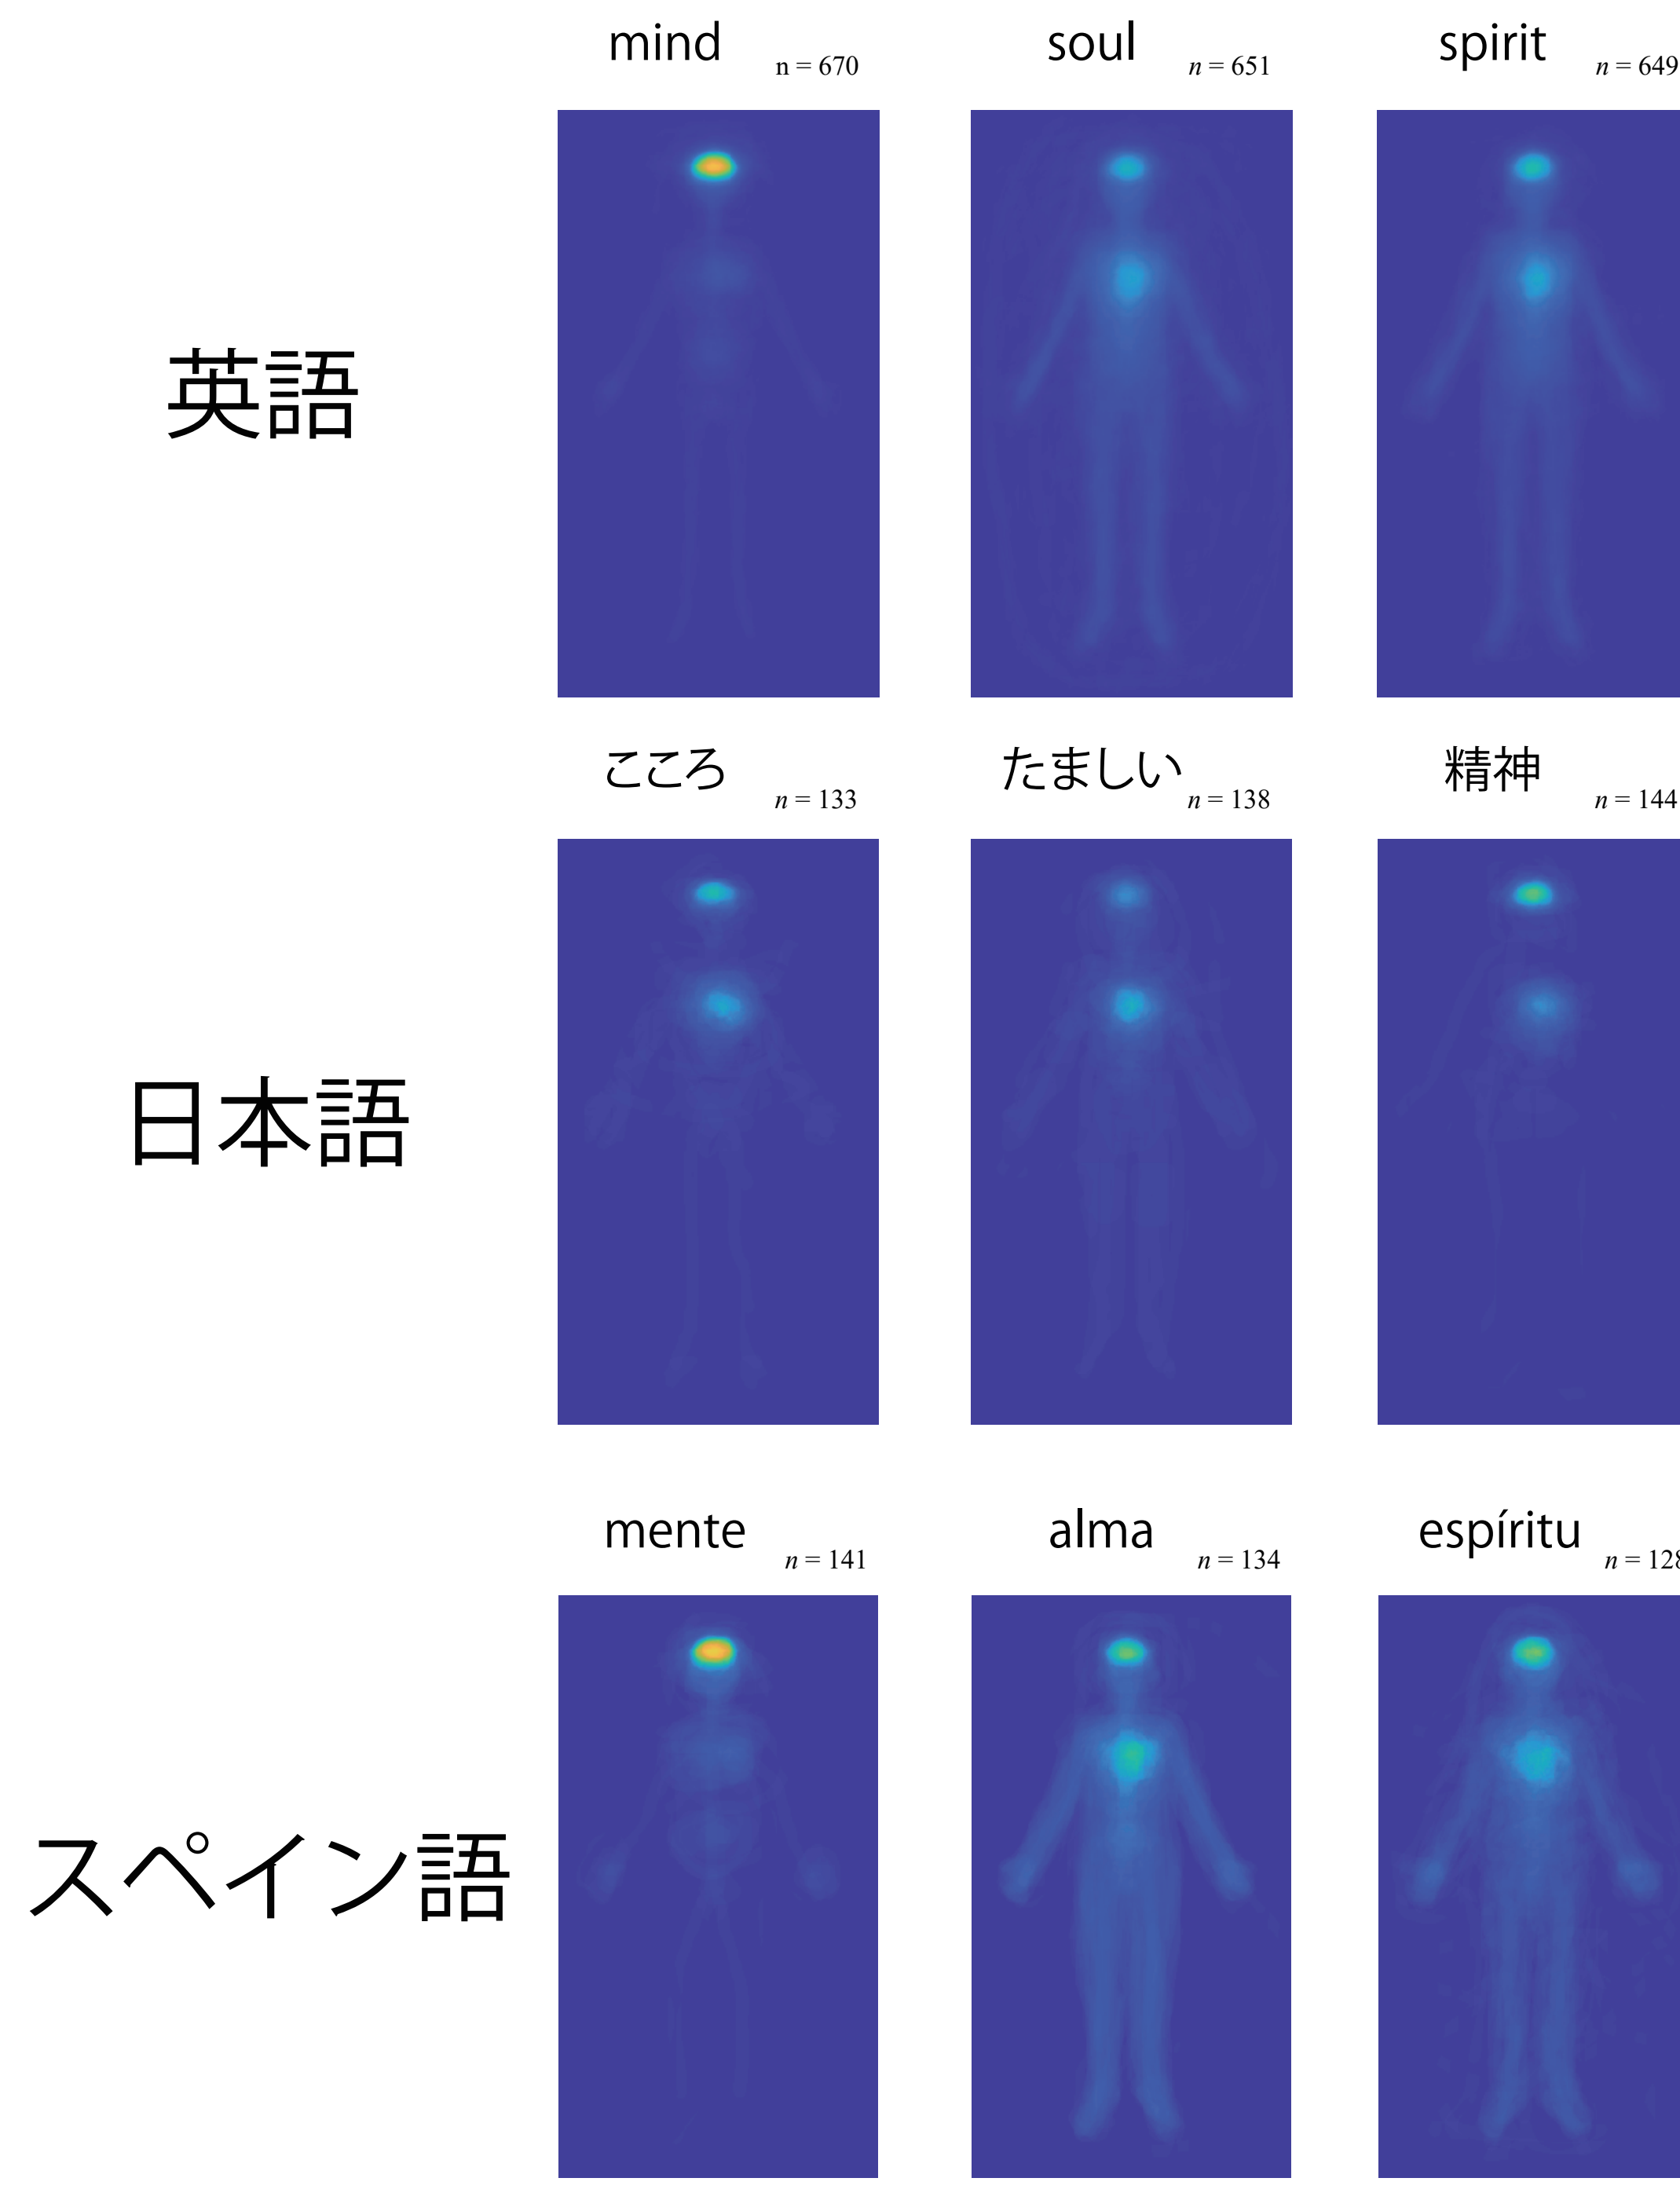 mind
n = 670
soul
n = 651
spirit
n = 649
英語
こころ
n = 133
たましい
n = 138
精神
n = 144
日本語
mente
n = 141
alma
n = 134
espíritu
n = 128
スペイン語